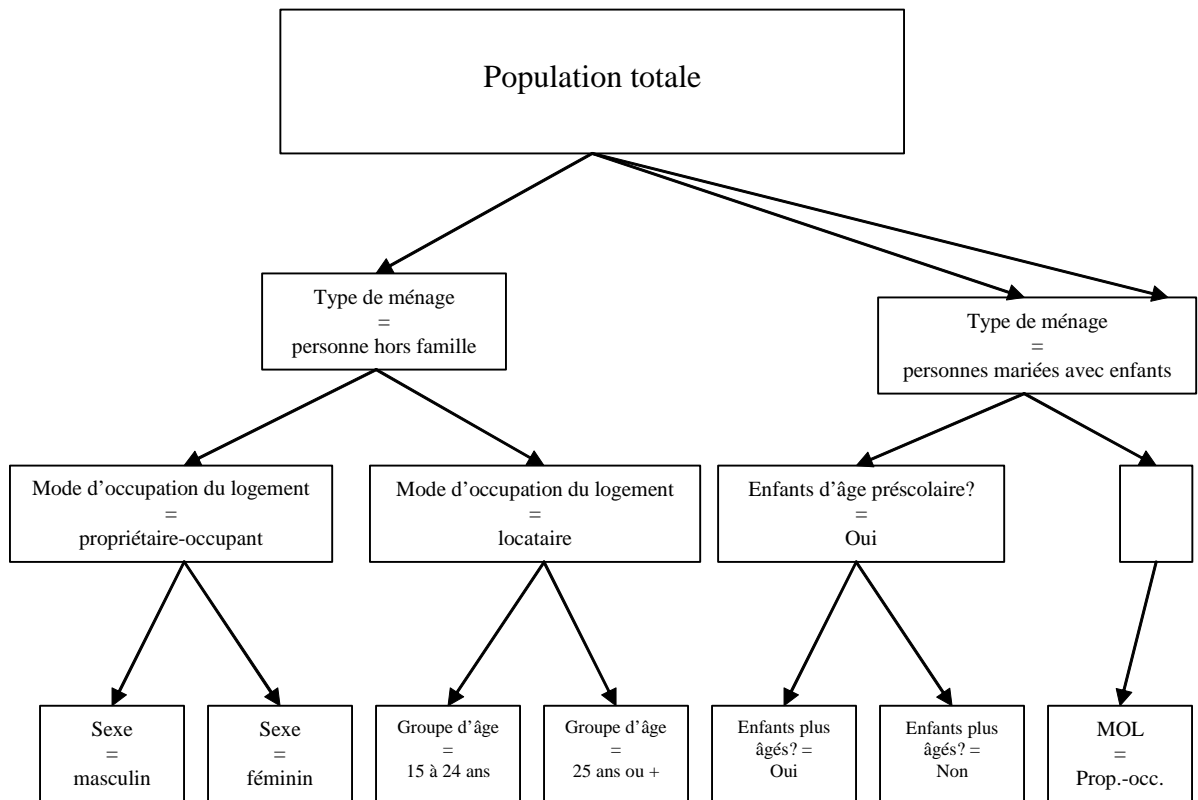 Population totale
Type de ménage
=
personne hors famille
Type de ménage
=
personnes mariées avec enfants
Mode d’occupation du logement
=
propriétaire-occupant
Mode d’occupation du logement
=
locataire
Enfants d’âge préscolaire?
=
Oui
Sexe
=
masculin
Sexe
=
féminin
Groupe d’âge
=
15 à 24 ans
Groupe d’âge
=
25 ans ou +
Enfants plus
âgés? =
Oui
Enfants plus
âgés? =
Non
MOL
=
Prop.-occ.